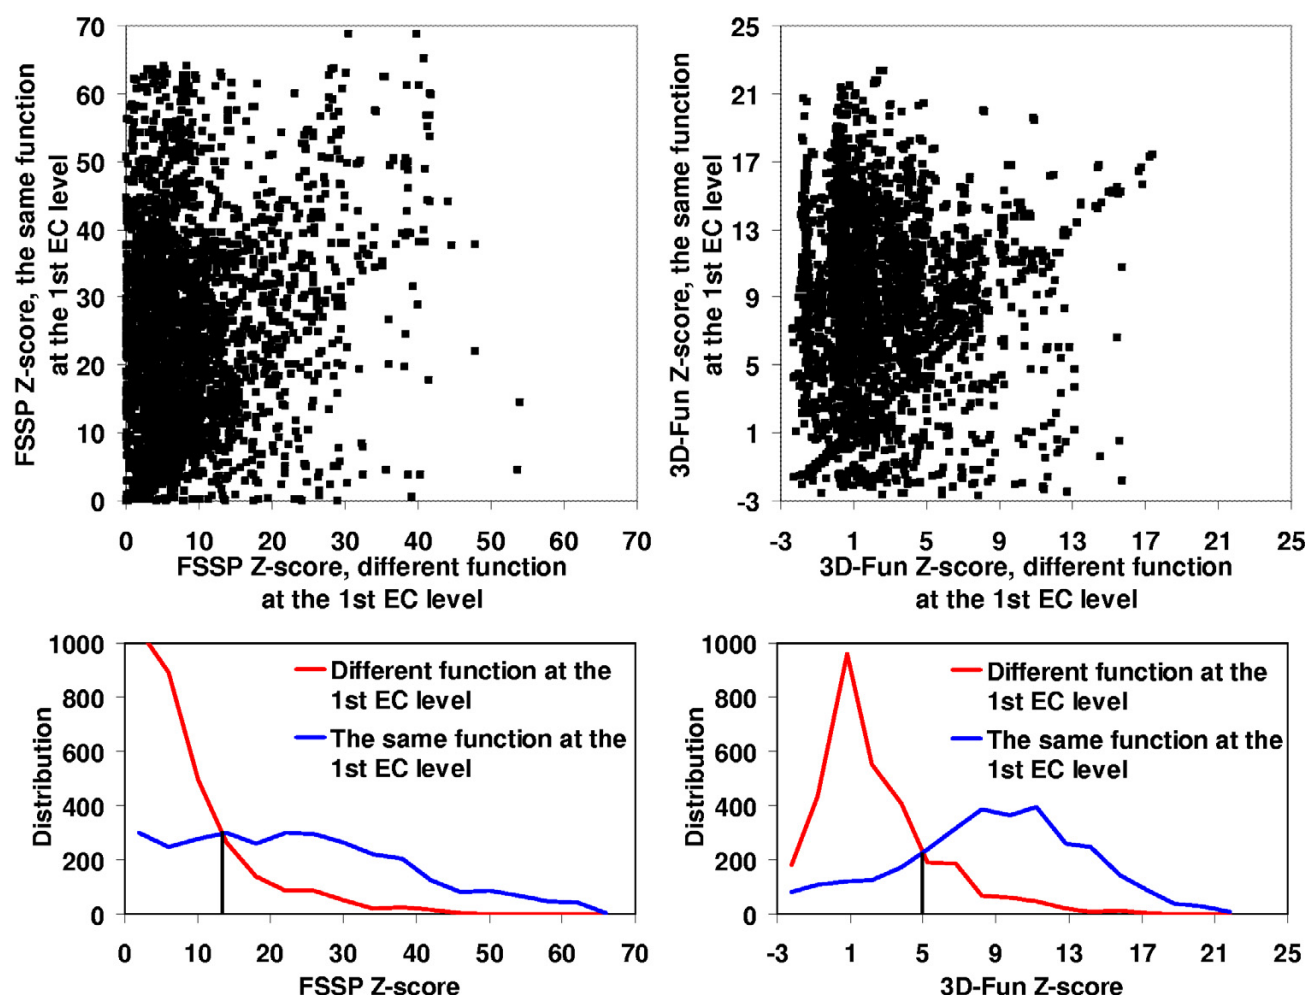 FSSP Z-score, the same function
at the 1st EC level
70
60
50
40
30
20
10
0
0 10 20 30 40 50 60 70
FSSP Z-score, different function
at the 1st EC level
3D-Fun Z-score, the same function
at the 1st EC level
25
21
17
13
9
5
1
-3
-3 1 5 9 13 17 21 25
3D-Fun Z-score, different function
at the 1st EC level
Distribution
1000
800
600
400
200
0
Different function at the
1st EC level
The same function at the
1st EC level
0 10 20 30 40 50 60 70
FSSP Z-score
Distribution
1000
800
600
400
200
0
Different function at the
1st EC level
The same function at the
1st EC level
-3 1 5 9 13 17 21 25
3D-Fun Z-score